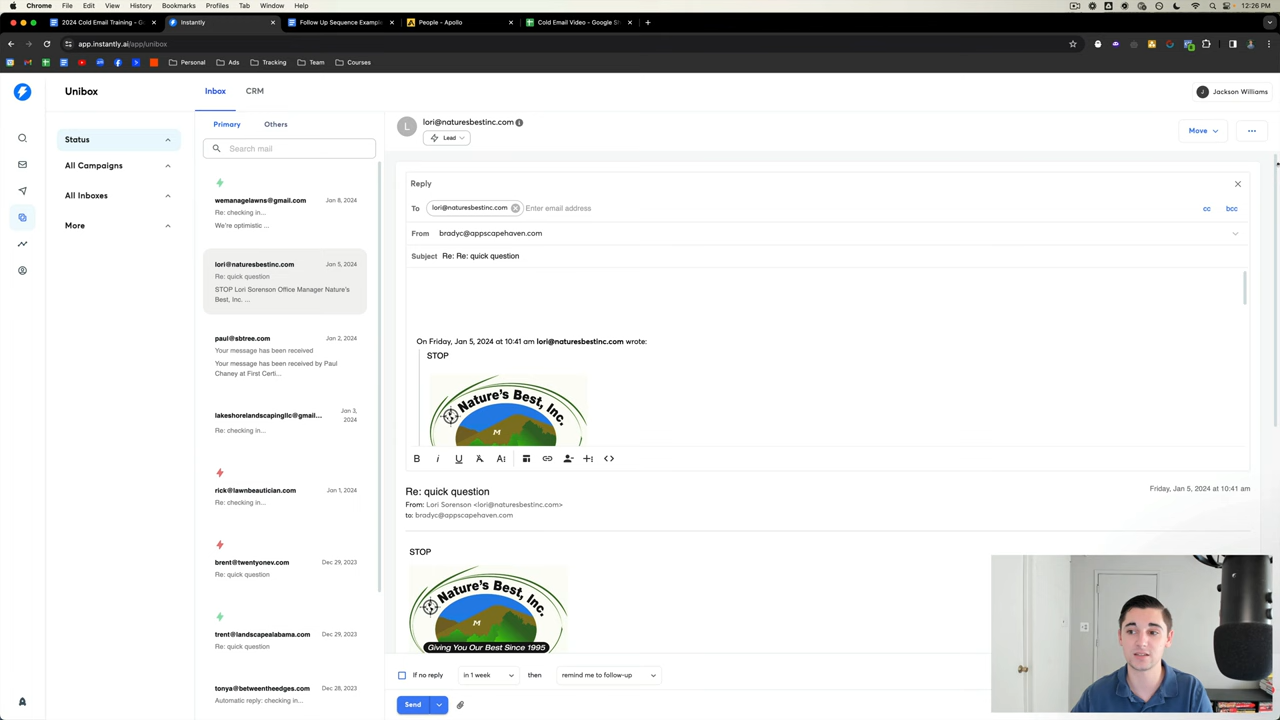 Chrome File Edit View History Bookmarks Profiles Tab Window Help 12:26 PM
2024 Cold Email Training - G Instantly Follow Up Sequence Example People - Apollo Cold Email Video - Google Sh
app.instantly.ai/app/unibox
Personal Ads Tracking Team Courses
Unibox
Inbox CRM
J Jackson Williams
Status
All Campaigns
All Inboxes
More
Primary Others
Search mail
wemanagelawns@gmail.com Jan 8, 2024
Re: checking in...
We're optimistic ...
lori@naturesbestinc.com Jan 5, 2024
Re: quick question
STOP Lori Sorenson Office Manager Nature's
Best, Inc. ...
paul@sbtree.com Jan 2, 2024
Your message has been received
Your message has been received by Paul
Chaney at First Certi...
lakeshorelandscapingllc@gmail... Jan 3,
2024
Re: checking in...
rick@lawnbeautician.com Jan 1, 2024
Re: checking in...
brent@twentyonev.com Dec 29, 2023
Re: quick question
trent@landscapealabama.com Dec 29, 2023
Re: quick question
tonya@betweentheedges.com Dec 28, 2023
Automatic reply: checking in...
L lori@naturesbestinc.com
Lead
Move
Reply
To lori@naturesbestinc.com Enter email address cc bcc
From bradyc@appscapehaven.com
Subject Re: Re: quick question
On Friday, Jan 5, 2024 at 10:41 am lori@naturesbestinc.com wrote:
STOP
Nature's Best, Inc.
M
B i U A A
Re: quick question Friday, Jan 5, 2024 at 10:41 am
From: Lori Sorenson <lori@naturesbestinc.com>
to: bradyc@appscapehaven.com
STOP
Nature's Best, Inc.
M
Giving You Our Best Since 1995
If no reply in 1 week then remind me to follow-up
Send